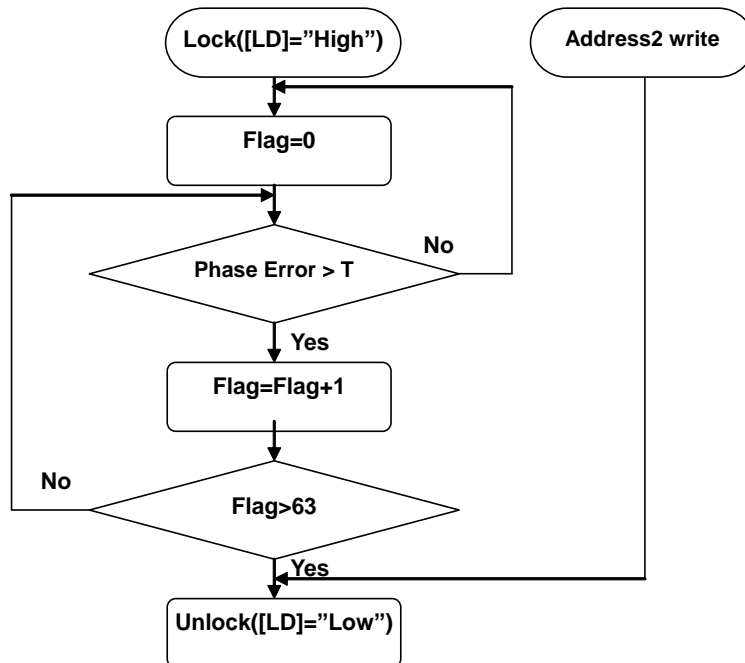 Lock([LD]=”High”)
Address2 write
Flag=0
No
Phase Error > T
Yes
Flag=Flag+1
No
Flag>63
Yes
Unlock([LD]=”Low”)